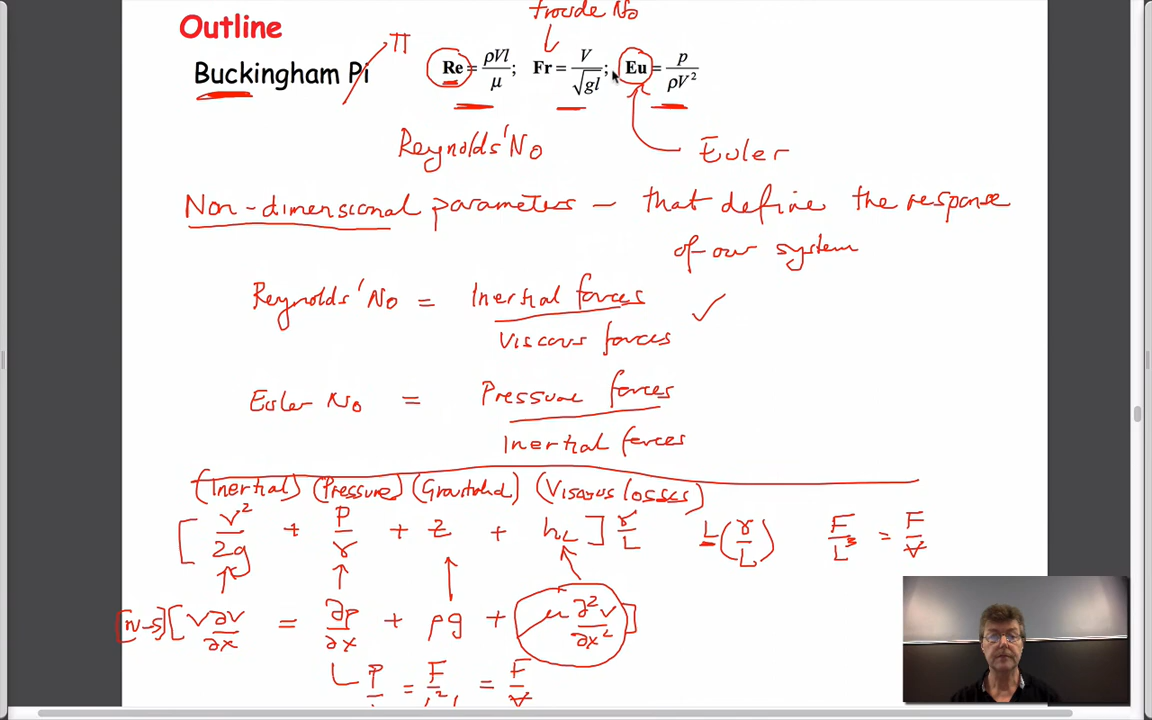 Outline
Froude No
Buckingham Pi π Re = ρVl/μ; Fr = V/√gl; Eu = p/ρV²
Reynolds' No Euler
Non-dimensional parameters – that define the response
of our system
Reynolds' No = Inertial forces / Viscous forces ✓
Euler No = Pressure forces / Inertial forces
(Inertial) (Pressure) (Gravitational) (Viscous losses)
[ v²/2g + P/γ + z + hL ] γ/L L(γ/L) F/L³ = F/V
[N-S] [ V∂v/∂x = ∂p/∂x + ρg + μ ∂²v/∂x² ]
P = F = F/V